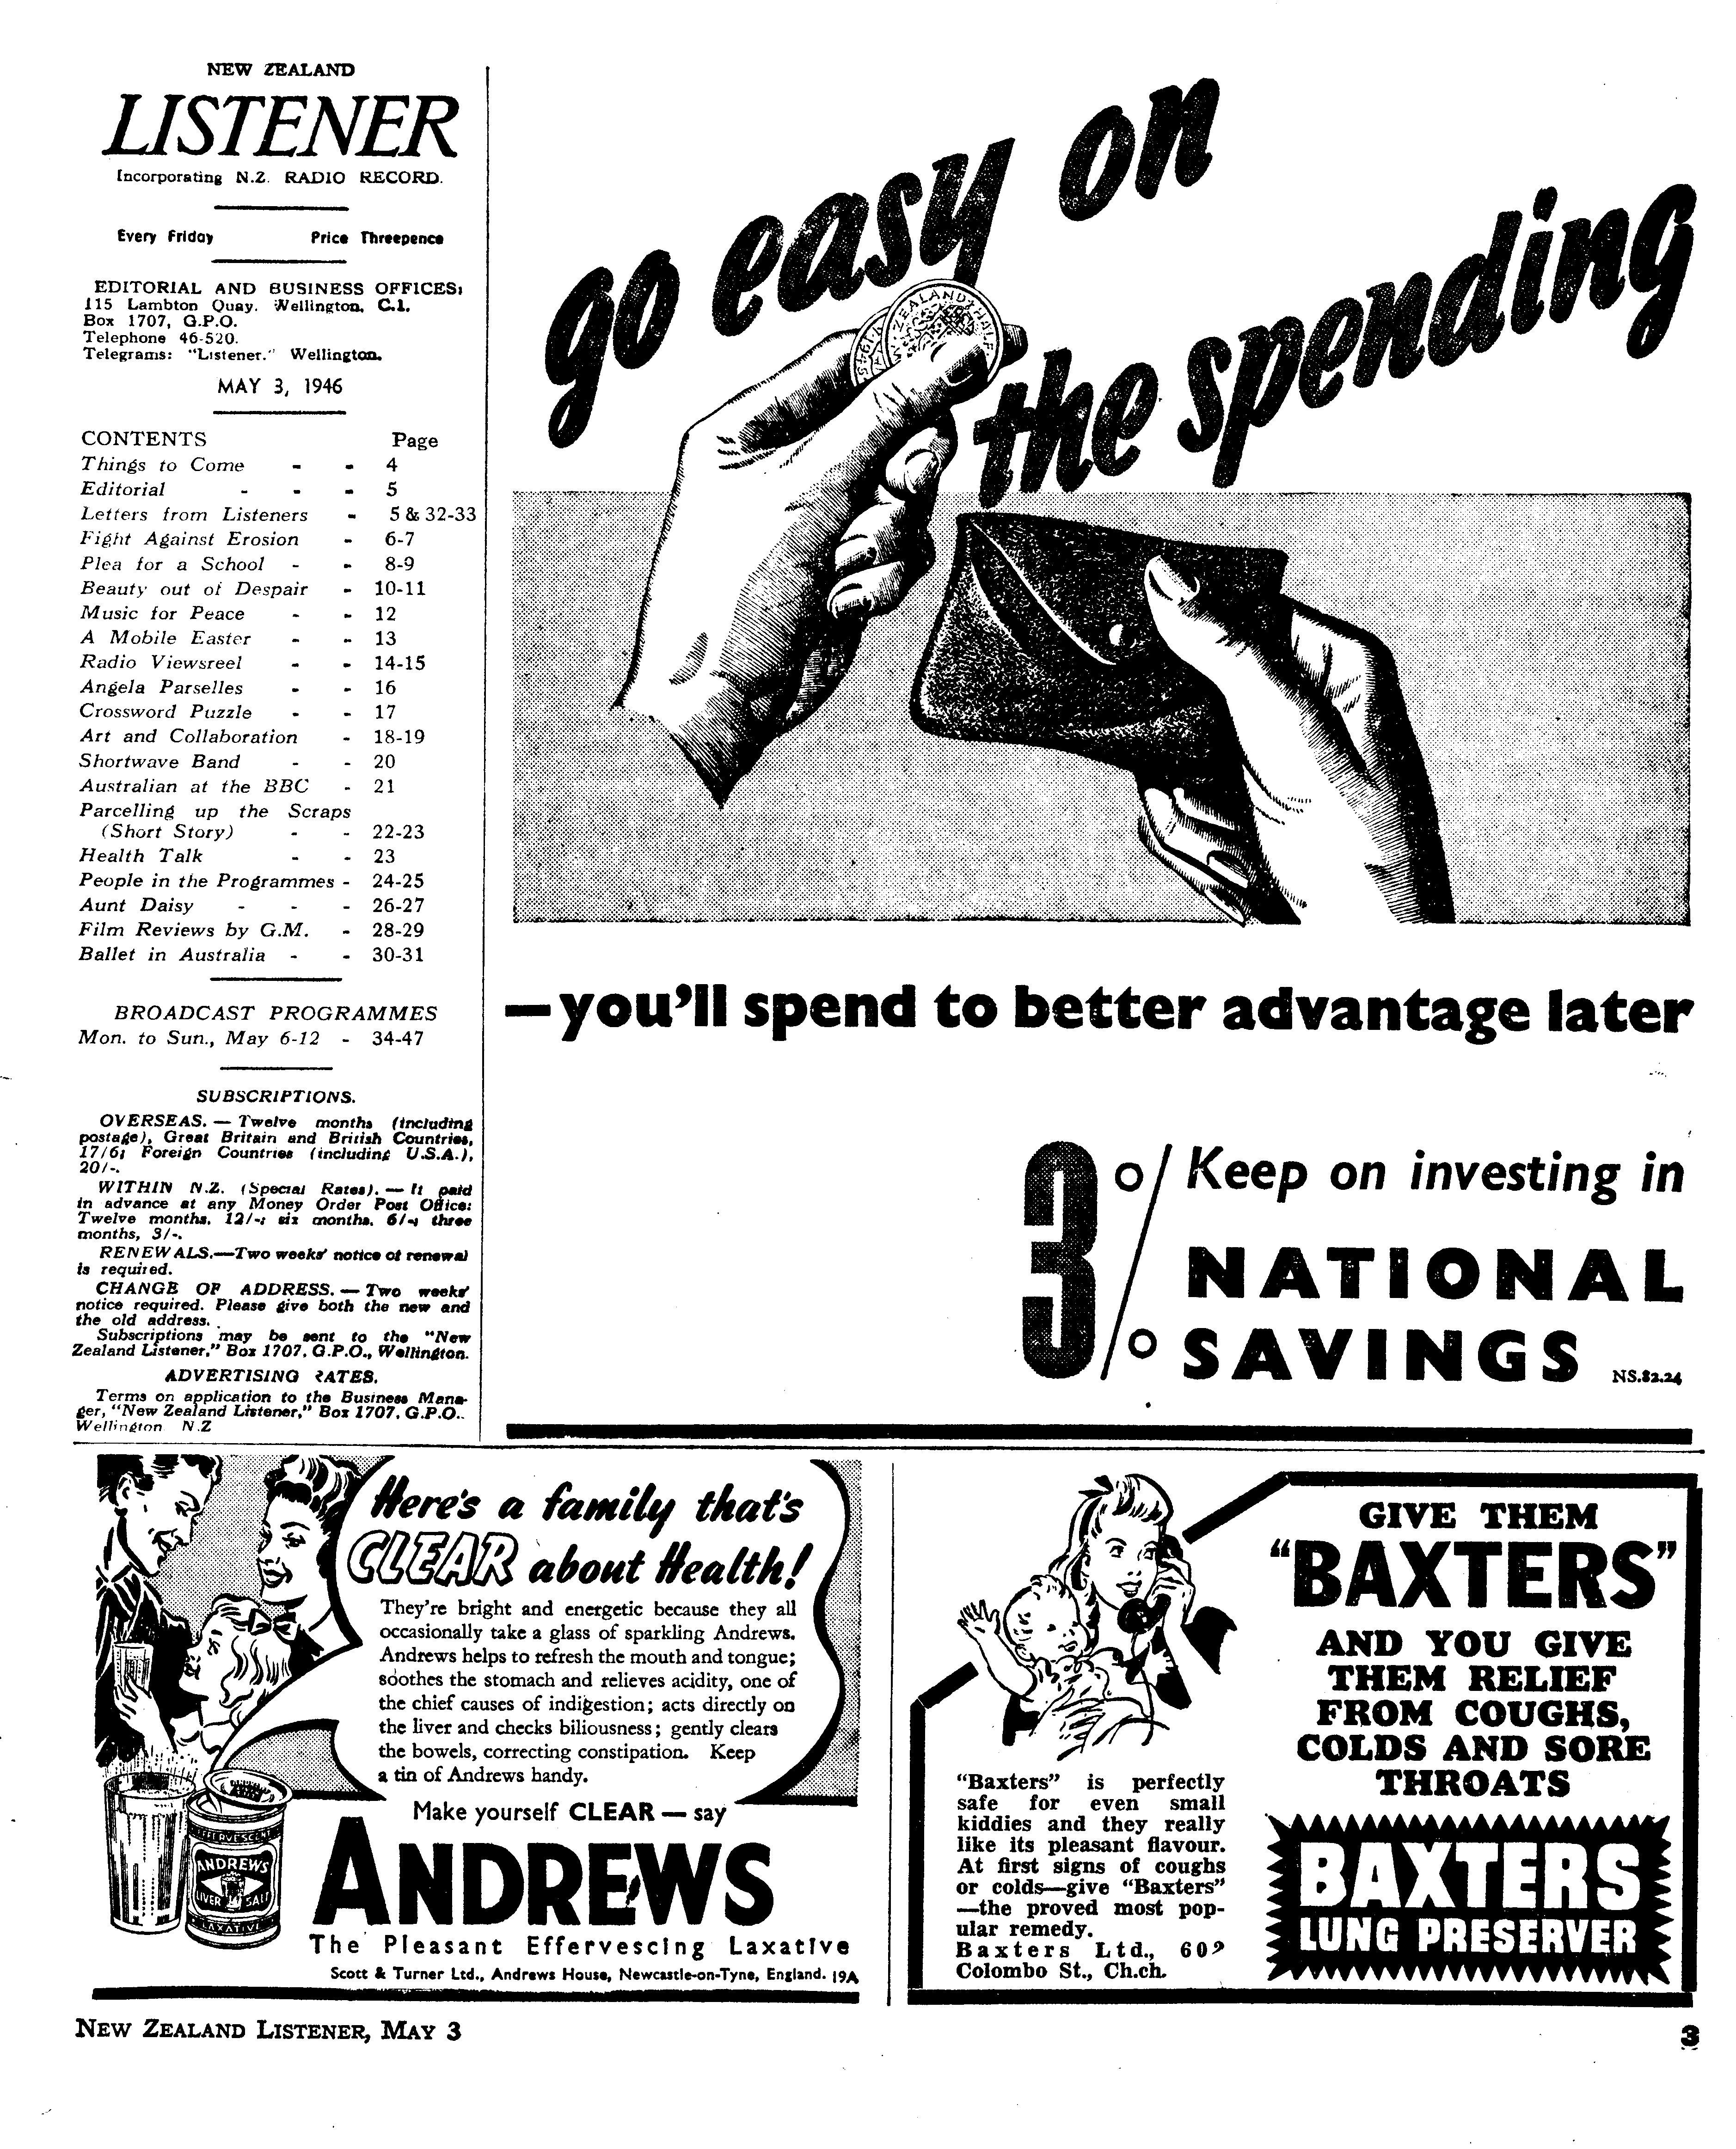 NEW ZEALAND
LISTENER
Incorporating N.Z. RADIO RECORD.
Every Friday Price Threepence
EDITORIAL AND BUSINESS OFFICES:
115 Lambton Quay. Wellington, C.1.
Box 1707, G.P.O.
Telephone 46-520.
Telegrams: "Listener." Wellington.
MAY 3, 1946
CONTENTS Page
Things to Come - - 4
Editorial - - - 5
Letters from Listeners - 5 & 32-33
Fight Against Erosion - 6-7
Plea for a School - - 8-9
Beauty out of Despair - 10-11
Music for Peace - - 12
A Mobile Easter - - 13
Radio Viewsreel - - 14-15
Angela Parselles - - 16
Crossword Puzzle - - 17
Art and Collaboration - 18-19
Shortwave Band - - 20
Australian at the BBC - 21
Parcelling up the Scraps
(Short Story) - - 22-23
Health Talk - - 23
People in the Programmes - 24-25
Aunt Daisy - - - 26-27
Film Reviews by G.M. - 28-29
Ballet in Australia - - 30-31
BROADCAST PROGRAMMES
Mon. to Sun., May 6-12 - 34-47
SUBSCRIPTIONS.
OVERSEAS. — Twelve months (including
postage), Great Britain and British Countries,
17/6; Foreign Countries (including U.S.A.),
20/-.
WITHIN N.Z. (Special Rates). — It paid
in advance at any Money Order Post Office:
Twelve months, 12/-; six months, 6/-; three
months, 3/-.
RENEWALS.—Two weeks' notice of renewal
is required.
CHANGE OF ADDRESS. — Two weeks'
notice required. Please give both the new and
the old address.
Subscriptions may be sent to the "New
Zealand Listener," Box 1707, G.P.O., Wellington.
ADVERTISING RATES.
Terms on application to the Business Mana-
ger, "New Zealand Listener," Box 1707, G.P.O..
Wellington N.Z
go easy on
the spending
NEW ZEALAND HALF
1945
—you'll spend to better advantage later
3% Keep on investing in
NATIONAL
SAVINGS
NS.82.24
Here's a family that's
CLEAR about Health!
They're bright and energetic because they all
occasionally take a glass of sparkling Andrews.
Andrews helps to refresh the mouth and tongue;
soothes the stomach and relieves acidity, one of
the chief causes of indigestion; acts directly on
the liver and checks biliousness; gently clears
the bowels, correcting constipation. Keep
a tin of Andrews handy.
Make yourself CLEAR — say
ANDREWS
The Pleasant Effervescing Laxative
Scott & Turner Ltd., Andrews House, Newcastle-on-Tyne, England. 19A
EFFERVESCENT
ANDREWS
LIVER SALT
LAXATIVE
GIVE THEM
"BAXTERS"
AND YOU GIVE
THEM RELIEF
FROM COUGHS,
COLDS AND SORE
THROATS
"Baxters" is perfectly
safe for even small
kiddies and they really
like its pleasant flavour.
At first signs of coughs
or colds—give "Baxters"
—the proved most pop-
ular remedy.
Baxters Ltd., 609
Colombo St., Ch.ch.
BAXTERS
LUNG PRESERVER
NEW ZEALAND LISTENER, MAY 3
3